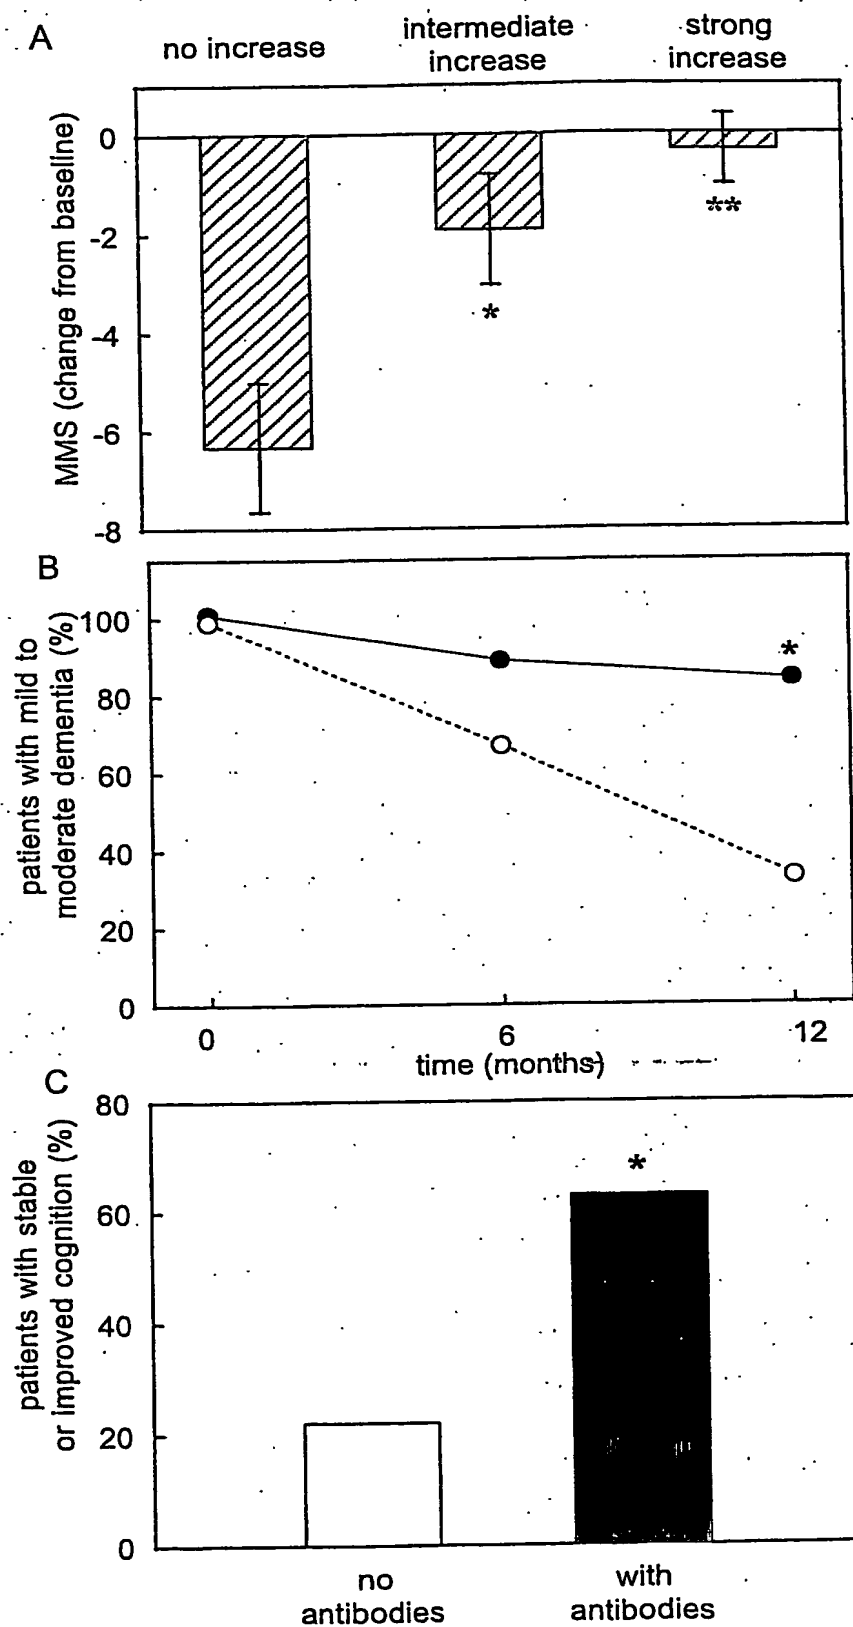 A
no increase
intermediate
increase
strong
increase
MMS (change from baseline)
0
-2
-4
-6
-8
*
**
B
patients with mild to
moderate dementia (%)
100
80
60
40
20
0
*
0
6
12
time (months)
C
patients with stable
or improved cognition (%)
80
60
40
20
0
*
no
antibodies
with
antibodies